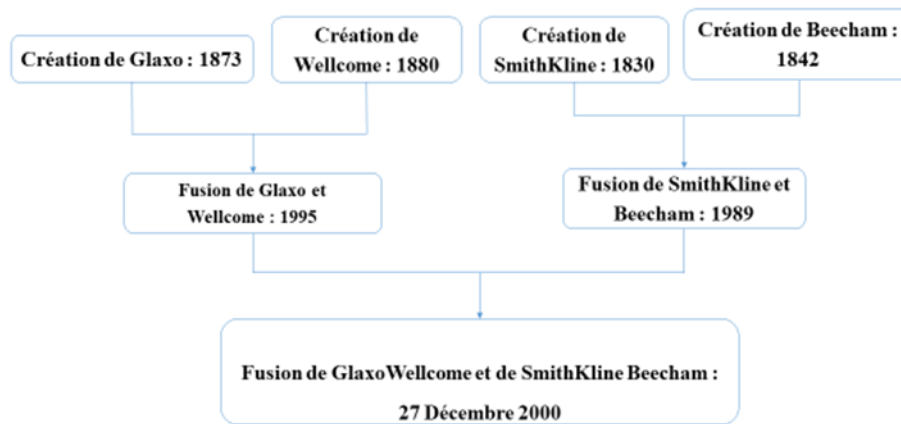 Création de Glaxo : 1873
Création de
Wellcome : 1880
Création de
SmithKline : 1830
Création de Beecham :
1842
Fusion de Glaxo et
Wellcome : 1995
Fusion de SmithKline et
Beecham : 1989
Fusion de GlaxoWellcome et de SmithKline Beecham :
27 Décembre 2000